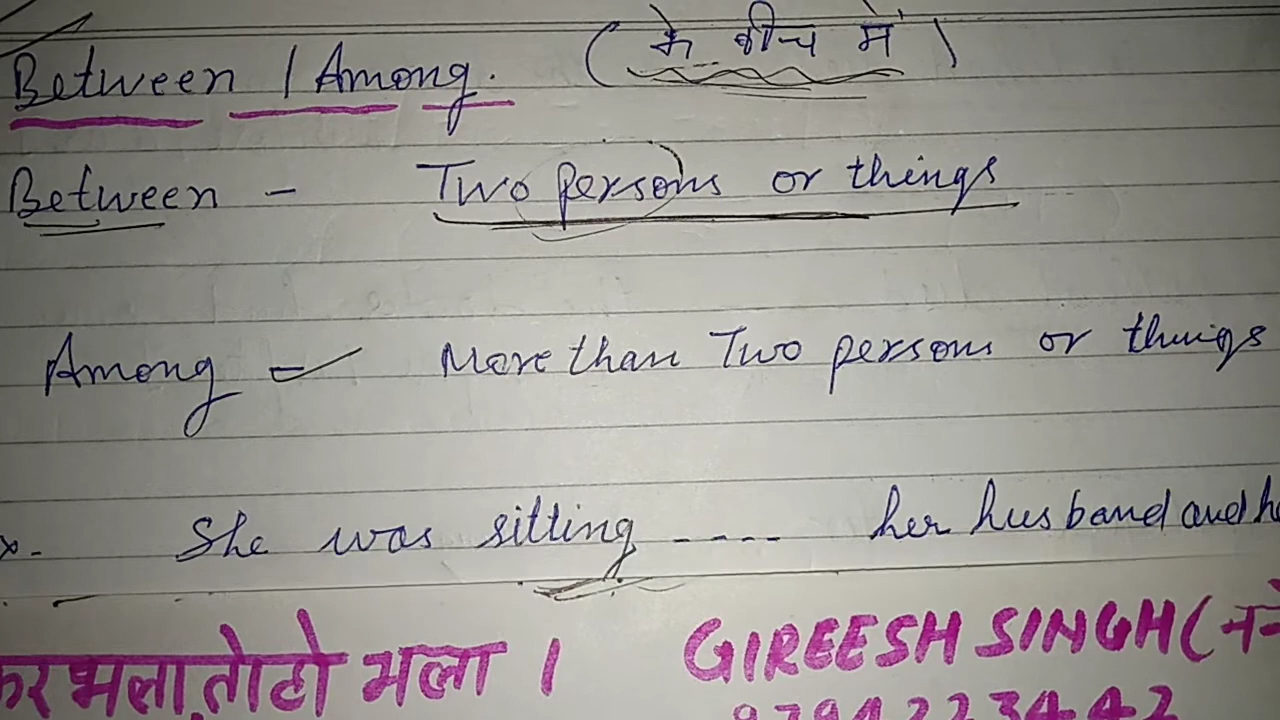 Between / Among. ( के बीच में )
Between - Two persons or things
Among - More than Two persons or things
She was sitting ---- her husband and
कर भला, तो हो भला । GIREESH SINGH (